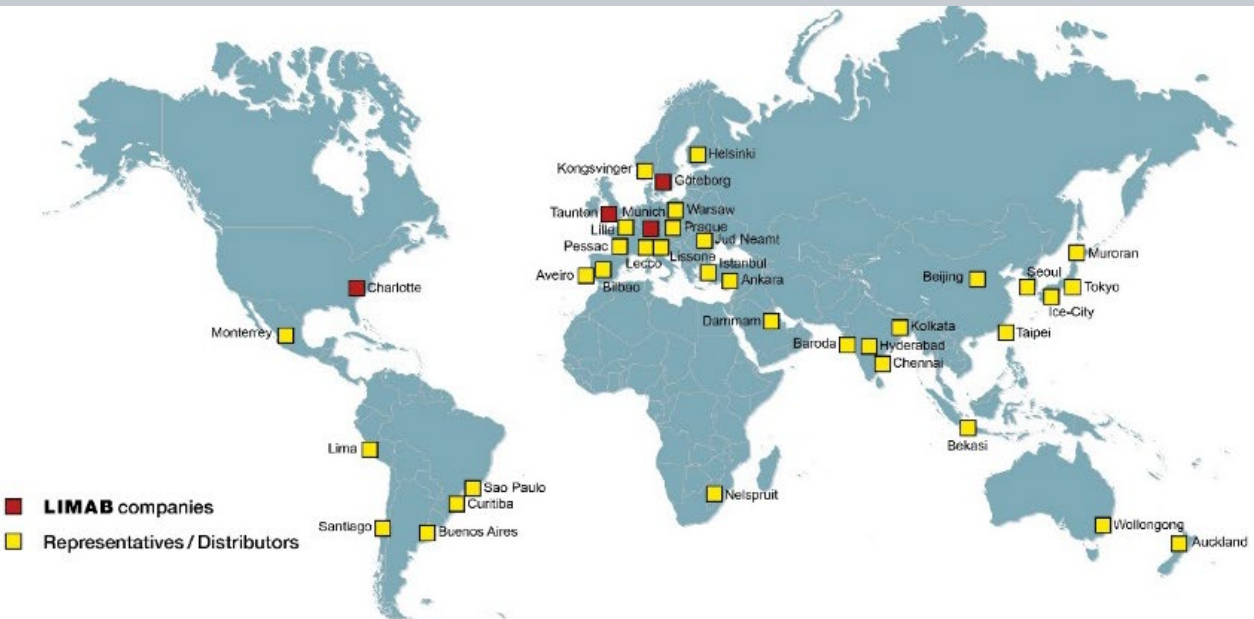 Helsinki
Kongsvinger
Göteborg
Taunton
Munich
Warsaw
Lille
Prague
Pessac
Jud Neamt
Lecco
Lissone
Istanbul
Aveiro
Bilbao
Ankara
Charlotte
Monterrey
Dammam
Baroda
Kolkata
Hyderabad
Chennai
Beijing
Seoul
Muroran
Tokyo
Ice-City
Taipei
Bekasi
Lima
Sao Paulo
Curitiba
Santiago
Buenos Aires
Nelspruit
Wollongong
Auckland
LIMAB companies
Representatives / Distributors